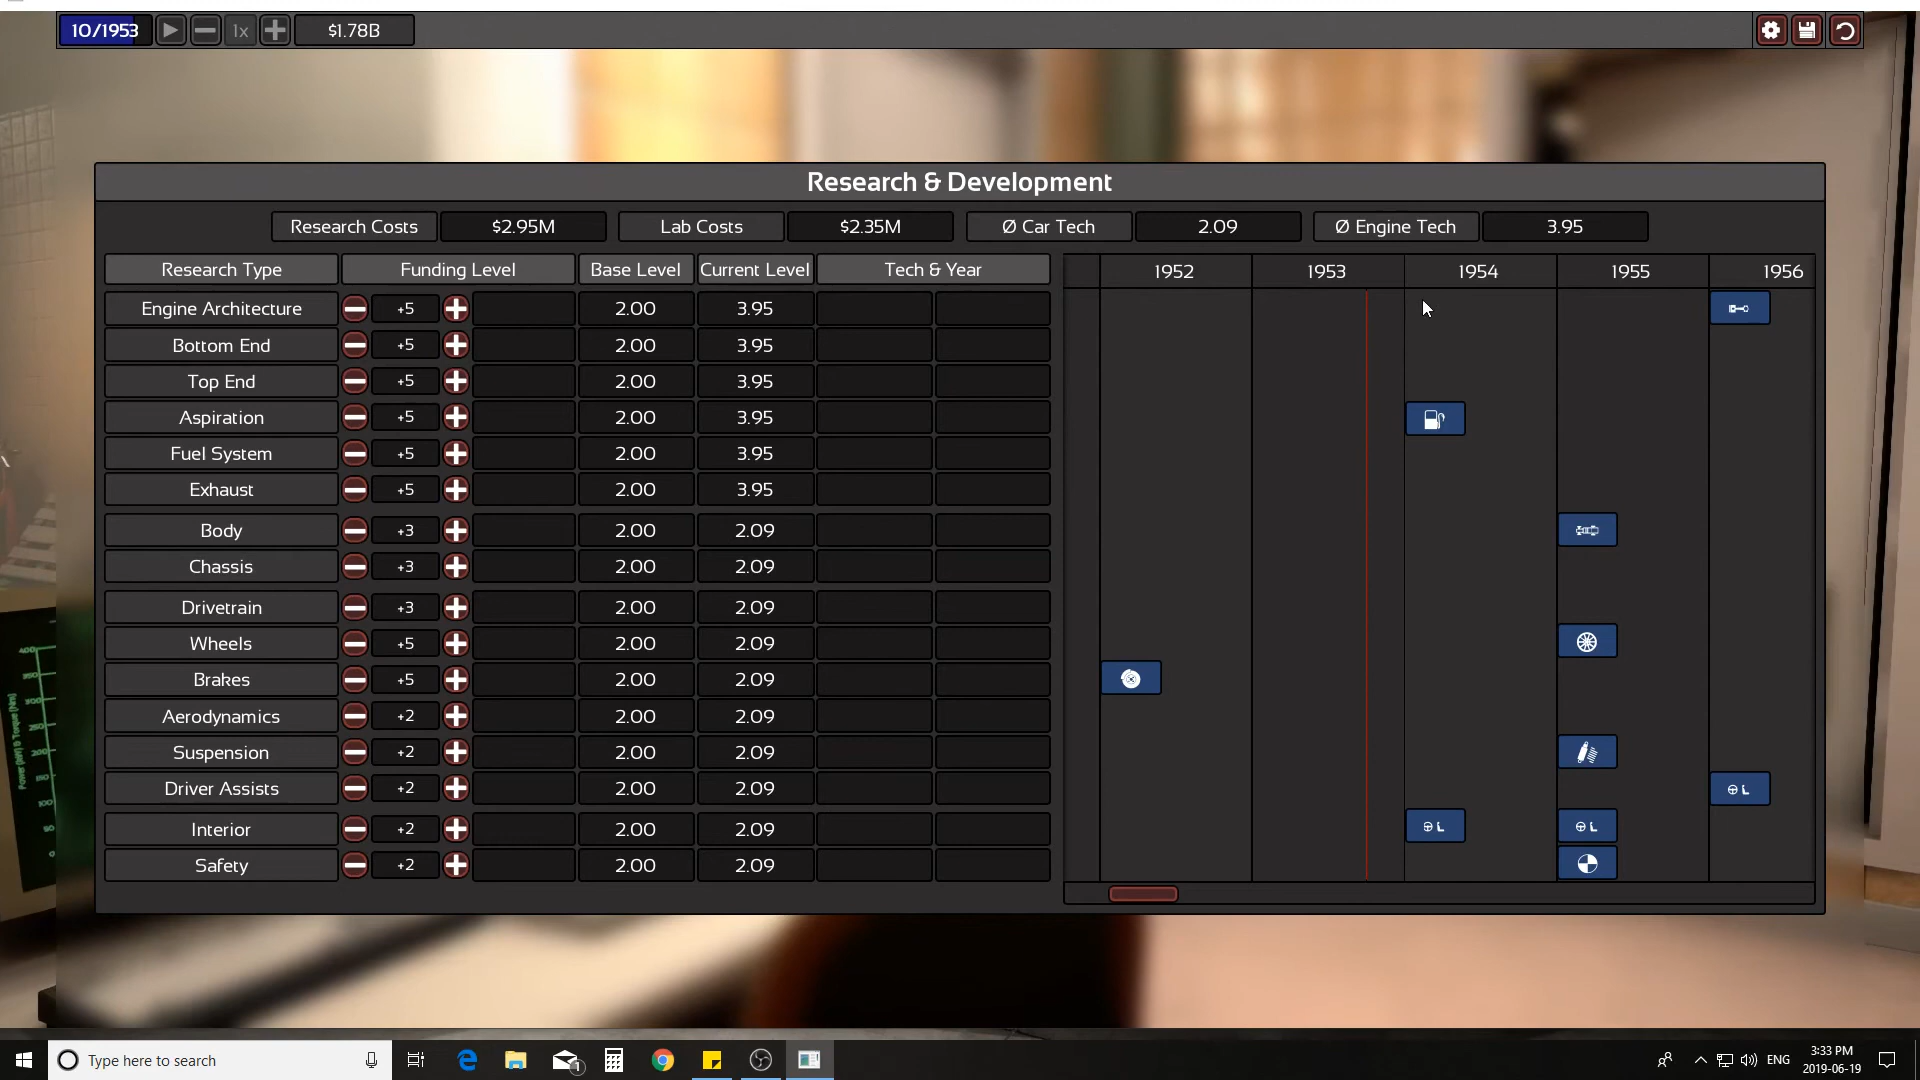 10/1953 1x $1.78B
Research & Development
Research Costs $2.95M Lab Costs $2.35M Ø Car Tech 2.09 Ø Engine Tech 3.95
Research Type Funding Level Base Level Current Level Tech & Year 1952 1953 1954 1955 1956
Engine Architecture +5 2.00 3.95
Bottom End +5 2.00 3.95
Top End +5 2.00 3.95
Aspiration +5 2.00 3.95
Fuel System +5 2.00 3.95
Exhaust +5 2.00 3.95
Body +3 2.00 2.09
Chassis +3 2.00 2.09
Drivetrain +3 2.00 2.09
Wheels +5 2.00 2.09
Brakes +5 2.00 2.09
Aerodynamics +2 2.00 2.09
Suspension +2 2.00 2.09
Driver Assists +2 2.00 2.09
Interior +2 2.00 2.09
Safety +2 2.00 2.09
Power (kW) & Torque (Nm)
Type here to search 1 ENG 3:33 PM
2019-06-19